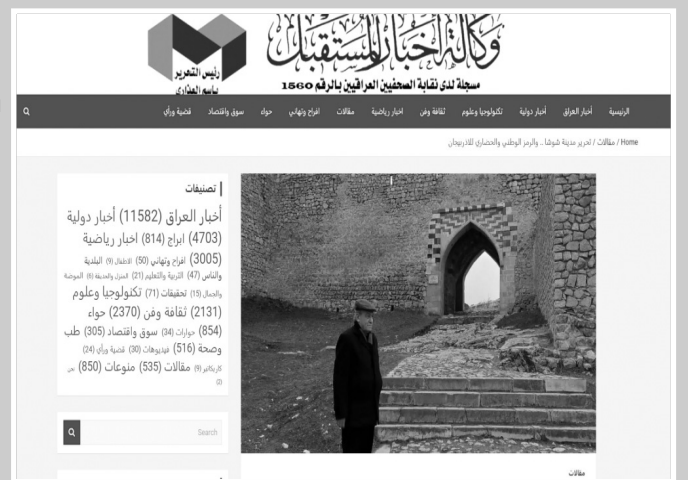 وكالة اخبار المستقبل
رئيس التحرير
باسم العذاري
مسجلة لدى نقابة الصحفيين العراقيين بالرقم 1560
الرئيسية أخبار العراق أخبار دولية تكنولوجيا وعلوم ثقافة وفن اخبار رياضية مقالات افراح وتهاني حواء سوق واقتصاد قضية ورأي
Home / مقالات / تحرير مدينة شوشا .. والرمز الوطني والحضاري للاذربيجان
تصنيفات
أخبار العراق (11582) أخبار دولية
(4703) ابراج (814) اخبار رياضية
(3005) افراح وتهاني (50) الاطفال (9) البلدية
والناس (47) التربية والتعليم (21) المنزل والحديقة (6) الموضة
والجمال (15) تحقيقات (71) تكنولوجيا وعلوم
(2131) ثقافة وفن (2370) حواء
(854) حوارات (34) سوق واقتصاد (305) طب
وصحة (516) فيديوهات (30) قضية ورأي (24)
كاريكاتير (9) مقالات (535) منوعات (850) نحن
(2)
Search
مقالات